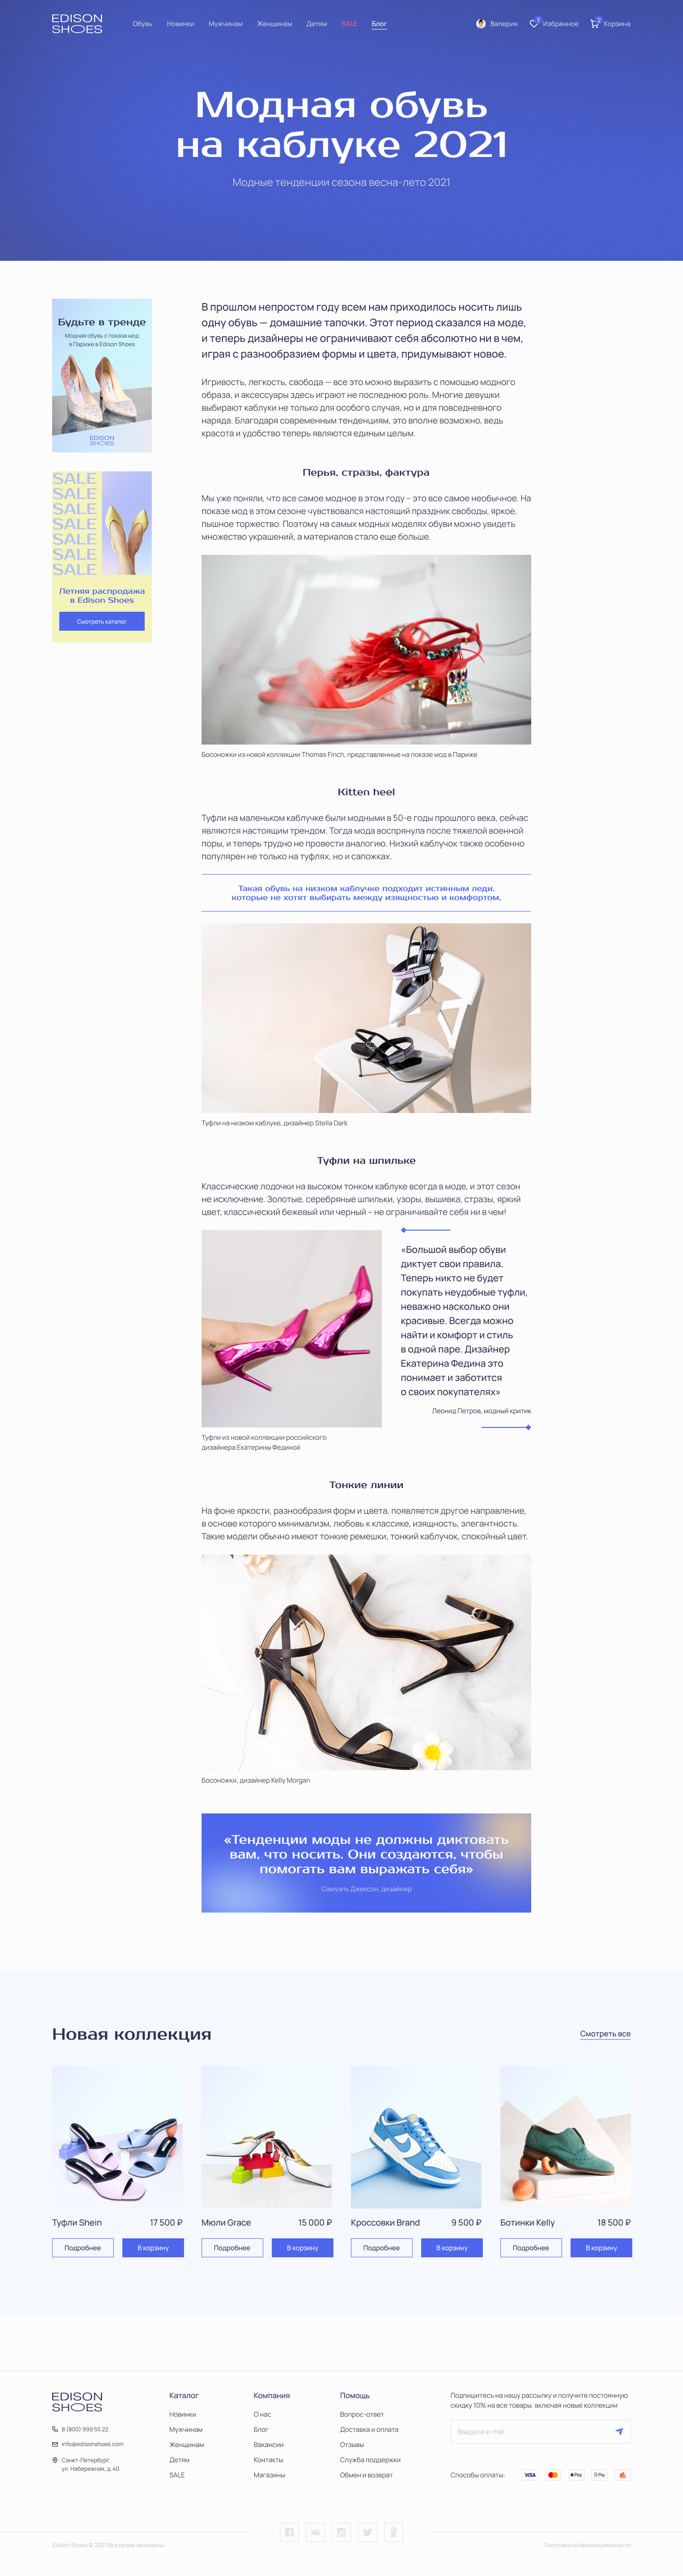 EDISON
SHOES
Обувь Новинки Мужчинам Женщинам Детям SALE Блог
Валерия 7 Избранное 2 Корзина
Модная обувь
на каблуке 2021
Модные тенденции сезона весна-лето 2021
Будьте в тренде
Модная обувь с показа мод
в Париже в Edison Shoes
EDISON
SHOES
SALE
SALE
SALE
SALE
SALE
SALE
SALE
Летняя распродажа
в Edison Shoes
Смотреть каталог
В прошлом непростом году всем нам приходилось носить лишь
одну обувь — домашние тапочки. Этот период сказался на моде,
и теперь дизайнеры не ограничивают себя абсолютно ни в чем,
играя с разнообразием формы и цвета, придумывают новое.
Игривость, легкость, свобода — все это можно выразить с помощью модного
образа, и аксессуары здесь играют не последнюю роль. Многие девушки
выбирают каблуки не только для особого случая, но и для повседневного
наряда. Благодаря современным тенденциям, это вполне возможно, ведь
красота и удобство теперь являются единым целым.
Перья, стразы, фактура
Мы уже поняли, что все самое модное в этом году – это все самое необычное. На
показе мод в этом сезоне чувствовался настоящий праздник свободы, яркое,
пышное торжество. Поэтому на самых модных моделях обуви можно увидеть
множество украшений, а материалов стало еще больше.
Босоножки из новой коллекции Thomas Finch, представленные на показе мод в Париже
Kitten heel
Туфли на маленьком каблучке были модными в 50-е годы прошлого века, сейчас
являются настоящим трендом. Тогда мода воспрянула после тяжелой военной
поры, и теперь трудно не провести аналогию. Низкий каблучок также особенно
популярен не только на туфлях, но и сапожках.
Такая обувь на низком каблучке подходит истинным леди,
которые не хотят выбирать между изящностью и комфортом.
Туфли на низком каблуке, дизайнер Stella Dark
Туфли на шпильке
Классические лодочки на высоком тонком каблуке всегда в моде, и этот сезон
не исключение. Золотые, серебряные шпильки, узоры, вышивка, стразы, яркий
цвет, классический бежевый или черный – не ограничивайте себя ни в чем!
«Большой выбор обуви
диктует свои правила.
Теперь никто не будет
покупать неудобные туфли,
неважно насколько они
красивые. Всегда можно
найти и комфорт и стиль
в одной паре. Дизайнер
Екатерина Федина это
понимает и заботится
о своих покупателях»
Леонид Петров, модный критик
Туфли из новой коллекции российского
дизайнера Екатерины Фединой
Тонкие линии
На фоне яркости, разнообразия форм и цвета, появляется другое направление,
в основе которого минимализм, любовь к классике, изящность, элегантность.
Такие модели обычно имеют тонкие ремешки, тонкий каблучок, спокойный цвет.
Босоножки, дизайнер Kelly Morgan
«Тенденции моды не должны диктовать
вам, что носить. Они создаются, чтобы
помогать вам выражать себя»
Самуэль Джексон, дизайнер
Новая коллекция
Смотреть все
Туфли Shein 17 500 ₽
Подробнее В корзину
Мюли Grace 15 000 ₽
Подробнее В корзину
Кроссовки Brand 9 500 ₽
Подробнее В корзину
Ботинки Kelly 18 500 ₽
Подробнее В корзину
EDISON
SHOES
8 (800) 999 55 22
info@edisonshoes.com
Санкт-Петербург,
ул. Набережная, д. 40
Каталог
Новинки
Мужчинам
Женщинам
Детям
SALE
Компания
О нас
Блог
Вакансии
Контакты
Магазины
Помощь
Вопрос-ответ
Доставка и оплата
Отзывы
Служба поддержки
Обмен и возврат
Подпишитесь на нашу рассылку и получите постоянную
скидку 10% на все товары, включая новые коллекции
Введите e-mail
Способы оплаты: VISA Pay G Pay
Edison Shoes © 2021 Все права защищены
Политика конфиденциальности